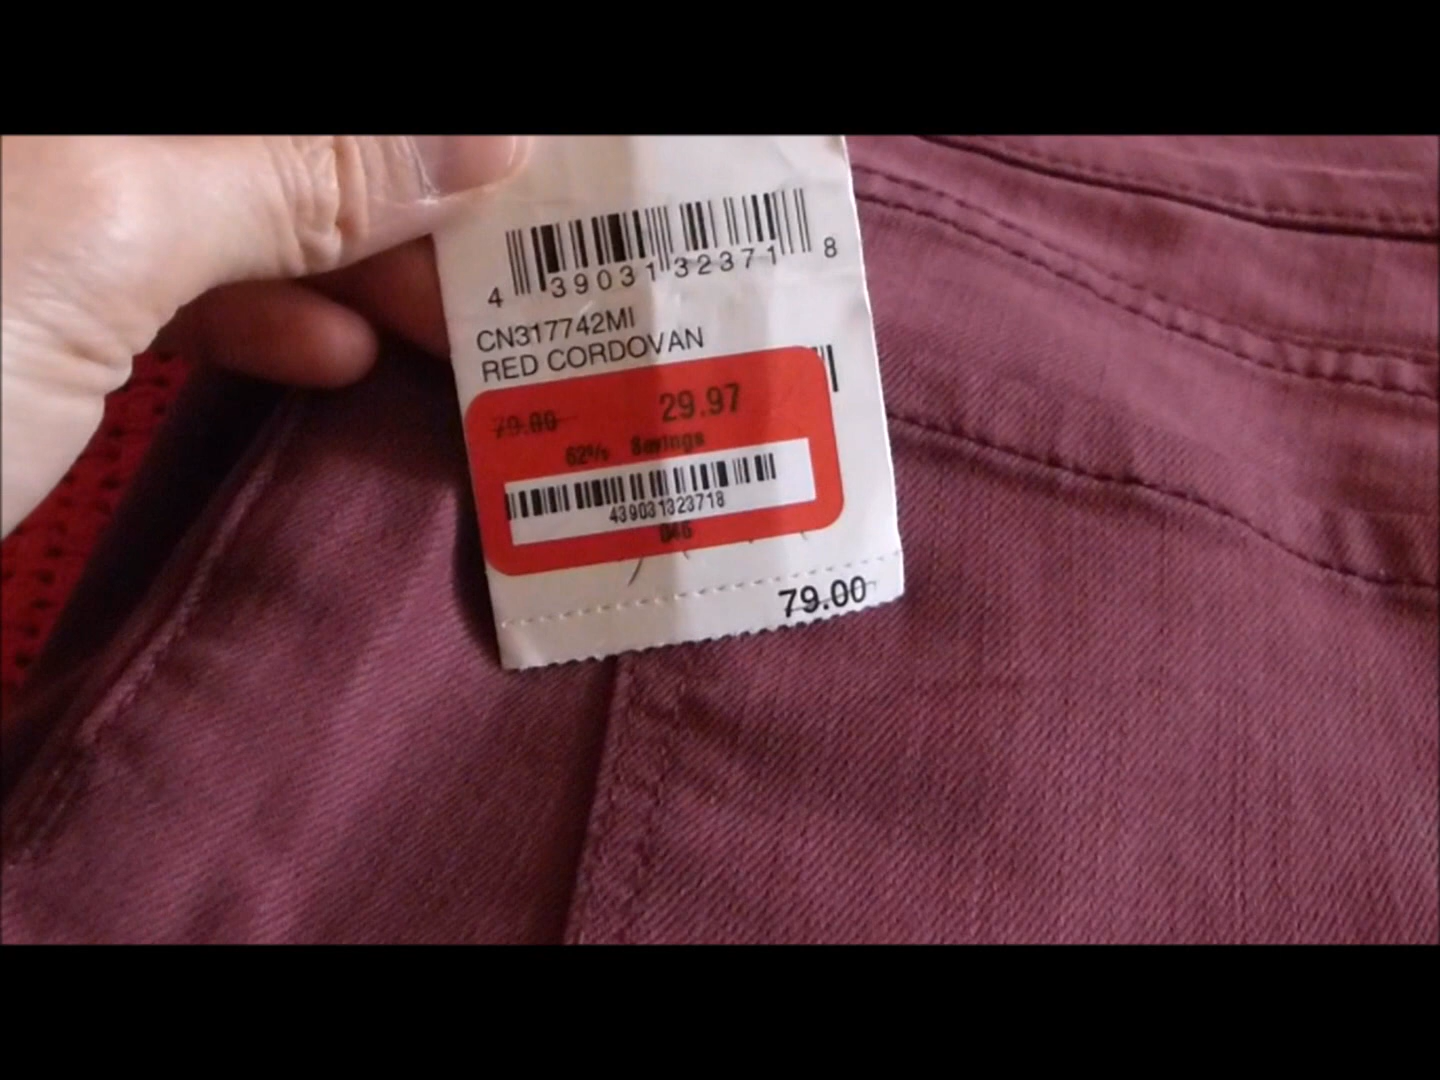 4 39031 32371 8
CN317742MI
RED CORDOVAN
79.00 29.97
62% Savings
439031323718
79.00